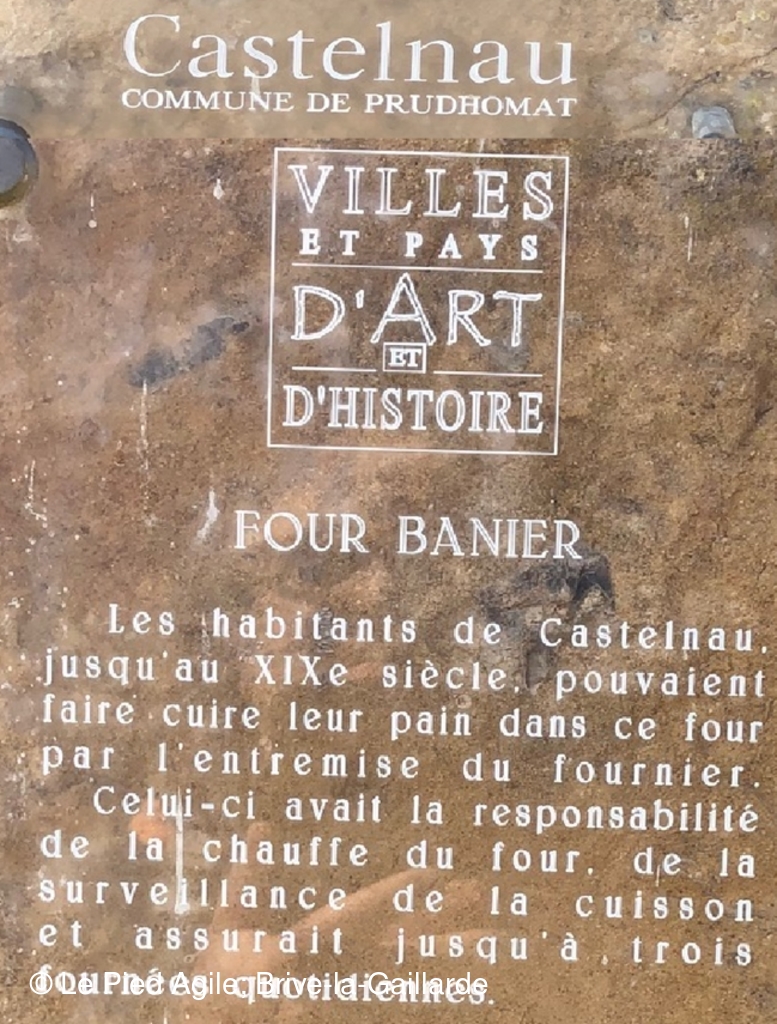 Castelnau
COMMUNE DE PRUDHOMAT
VILLES
ET PAYS
D'ART
ET
D'HISTOIRE
FOUR BANIER
Les habitants de Castelnau,
jusqu'au XIXe siècle, pouvaient
faire cuire leur pain dans ce four
par l'entremise du fournier.
Celui-ci avait la responsabilité
de la chauffe du four, de la
surveillance de la cuisson
et assurait jusqu'à trois
fournées quotidiennes.
© Le Pied Agile, Brive-la-Gaillarde